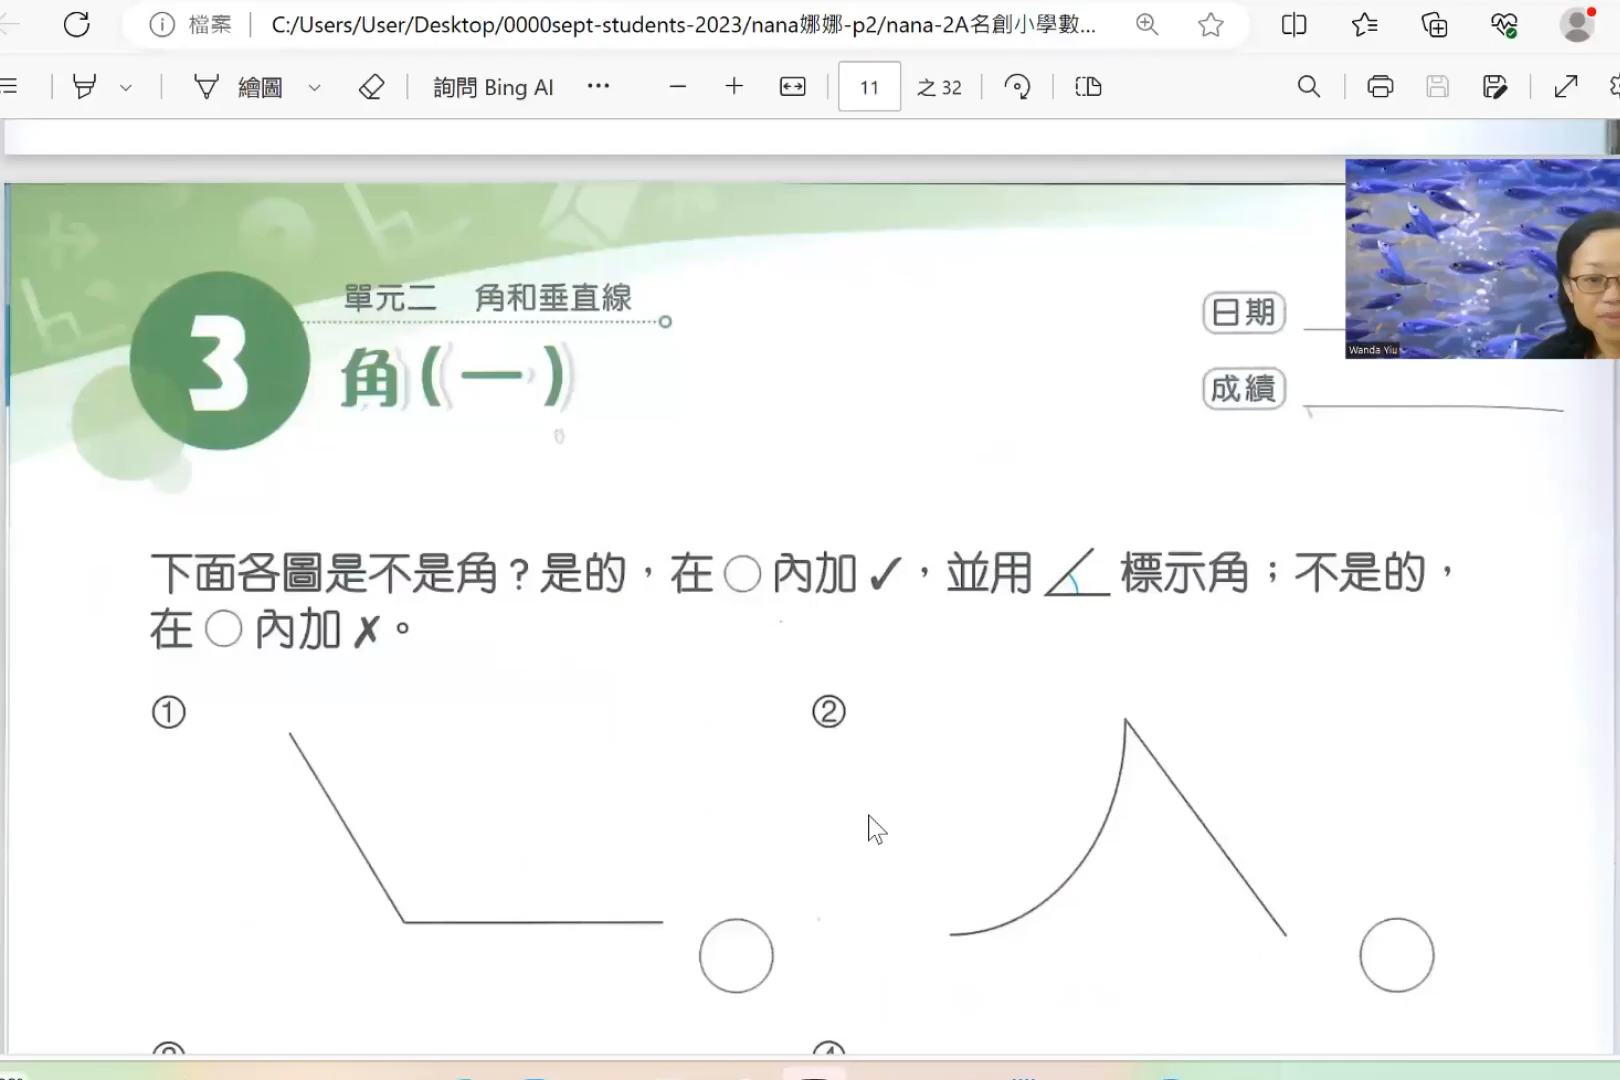 檔案 C:/Users/User/Desktop/0000sept-students-2023/nana娜娜-p2/nana-2A名創小學數...
繪圖 詢問 Bing AI 11 之 32
Wanda Yiu
3
單元二 角和垂直線
角(一)
日期
成績
下面各圖是不是角?是的,在○內加✓,並用 標示角;不是的,
在○內加✗。
①
②